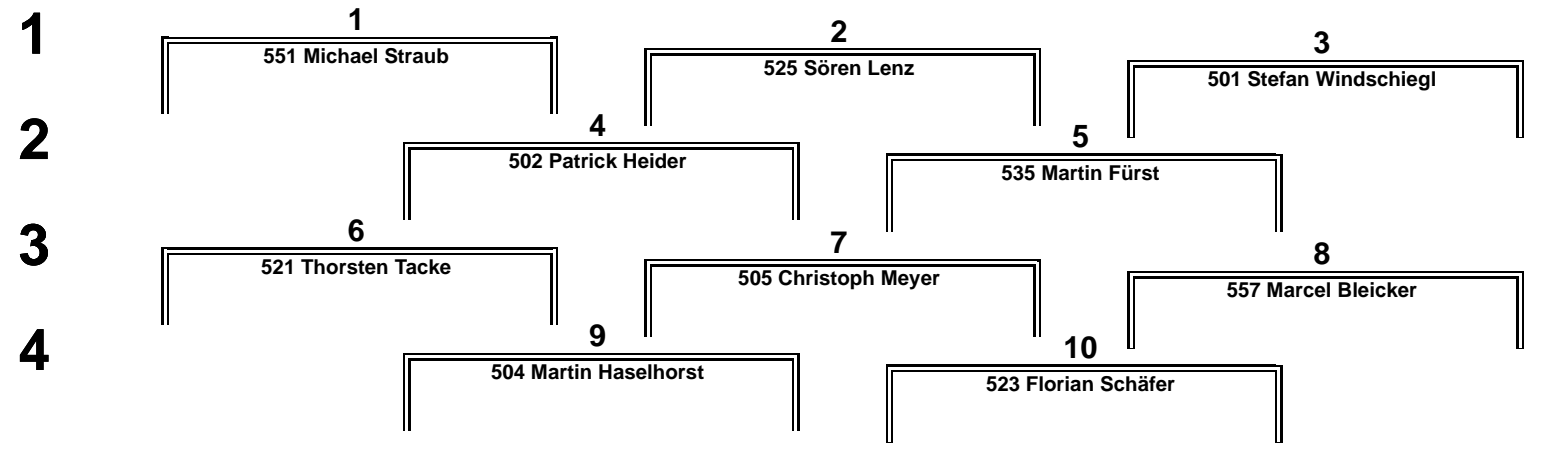 1
1
551 Michael Straub
2
525 Sören Lenz
3
501 Stefan Windschiegl
2
4
502 Patrick Heider
5
535 Martin Fürst
3
6
521 Thorsten Tacke
7
505 Christoph Meyer
8
557 Marcel Bleicker
4
9
504 Martin Haselhorst
10
523 Florian Schäfer